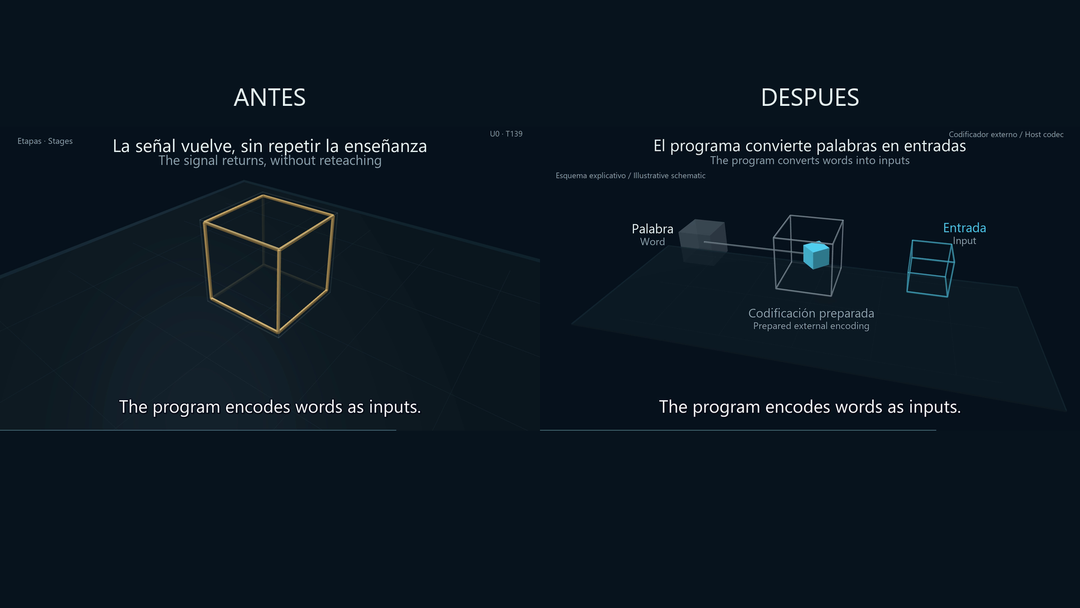 ANTES
Etapas · Stages
U0 · T139
La señal vuelve, sin repetir la enseñanza
The signal returns, without reteaching
The program encodes words as inputs.
DESPUES
Codificador externo / Host codec
El programa convierte palabras en entradas
The program converts words into inputs
Esquema explicativo / Illustrative schematic
Palabra
Word
Entrada
Input
Codificación preparada
Prepared external encoding
The program encodes words as inputs.